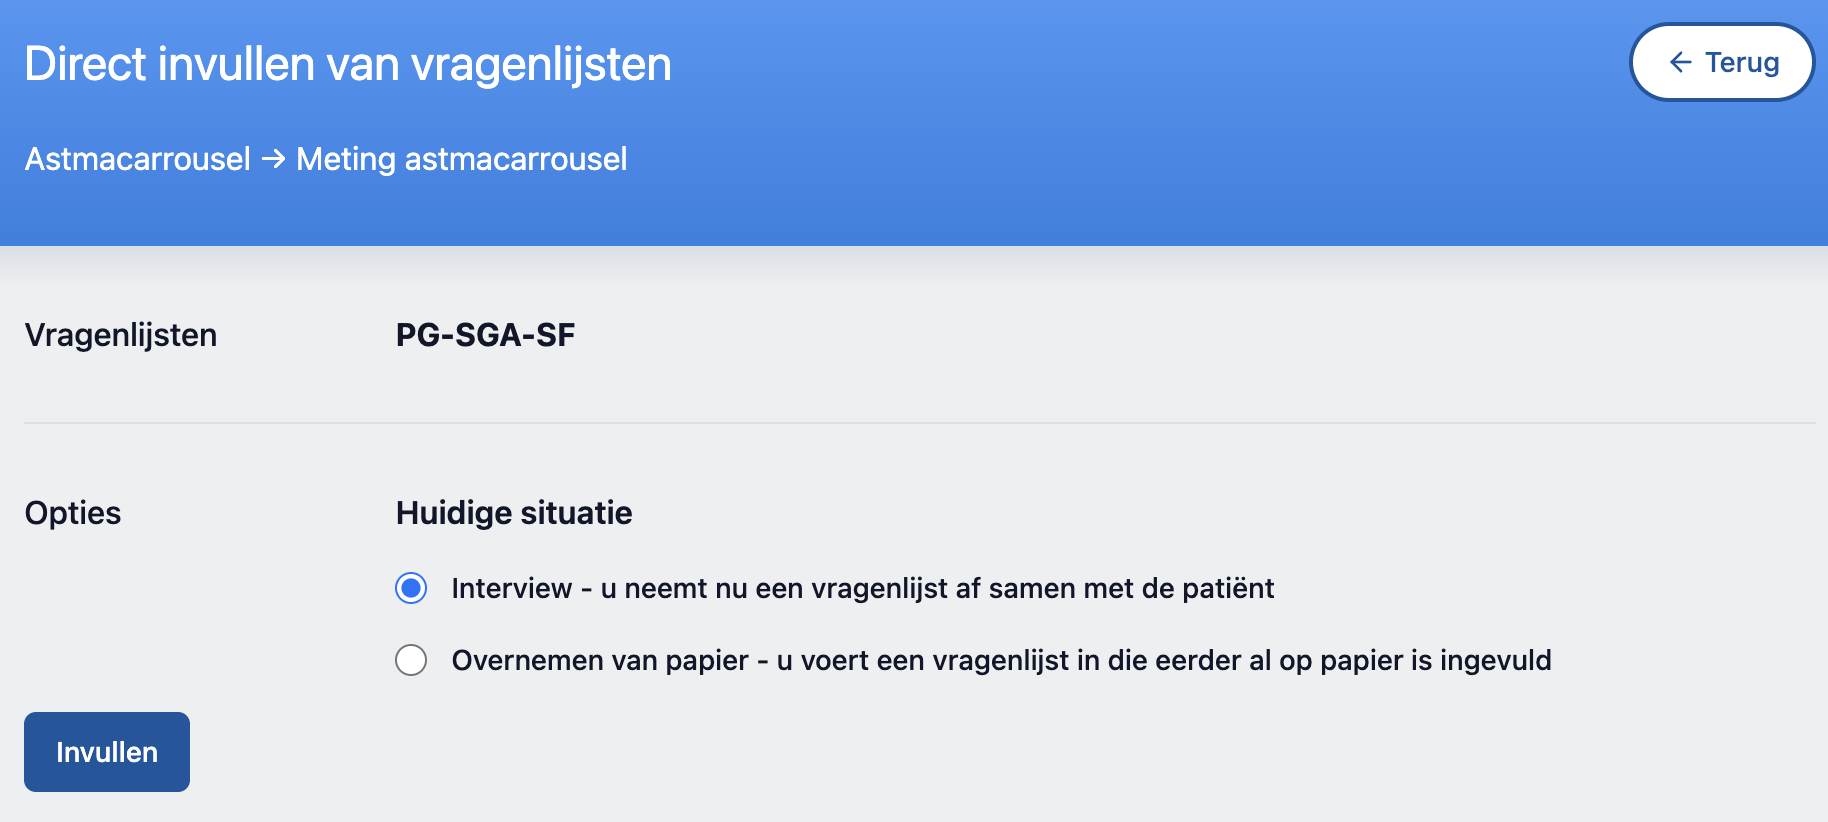 Direct invullen van vragenlijsten
← Terug
Astmacarrousel → Meting astmacarrousel
Vragenlijsten
PG-SGA-SF
Opties
Huidige situatie
Interview - u neemt nu een vragenlijst af samen met de patiënt
Overnemen van papier - u voert een vragenlijst in die eerder al op papier is ingevuld
Invullen